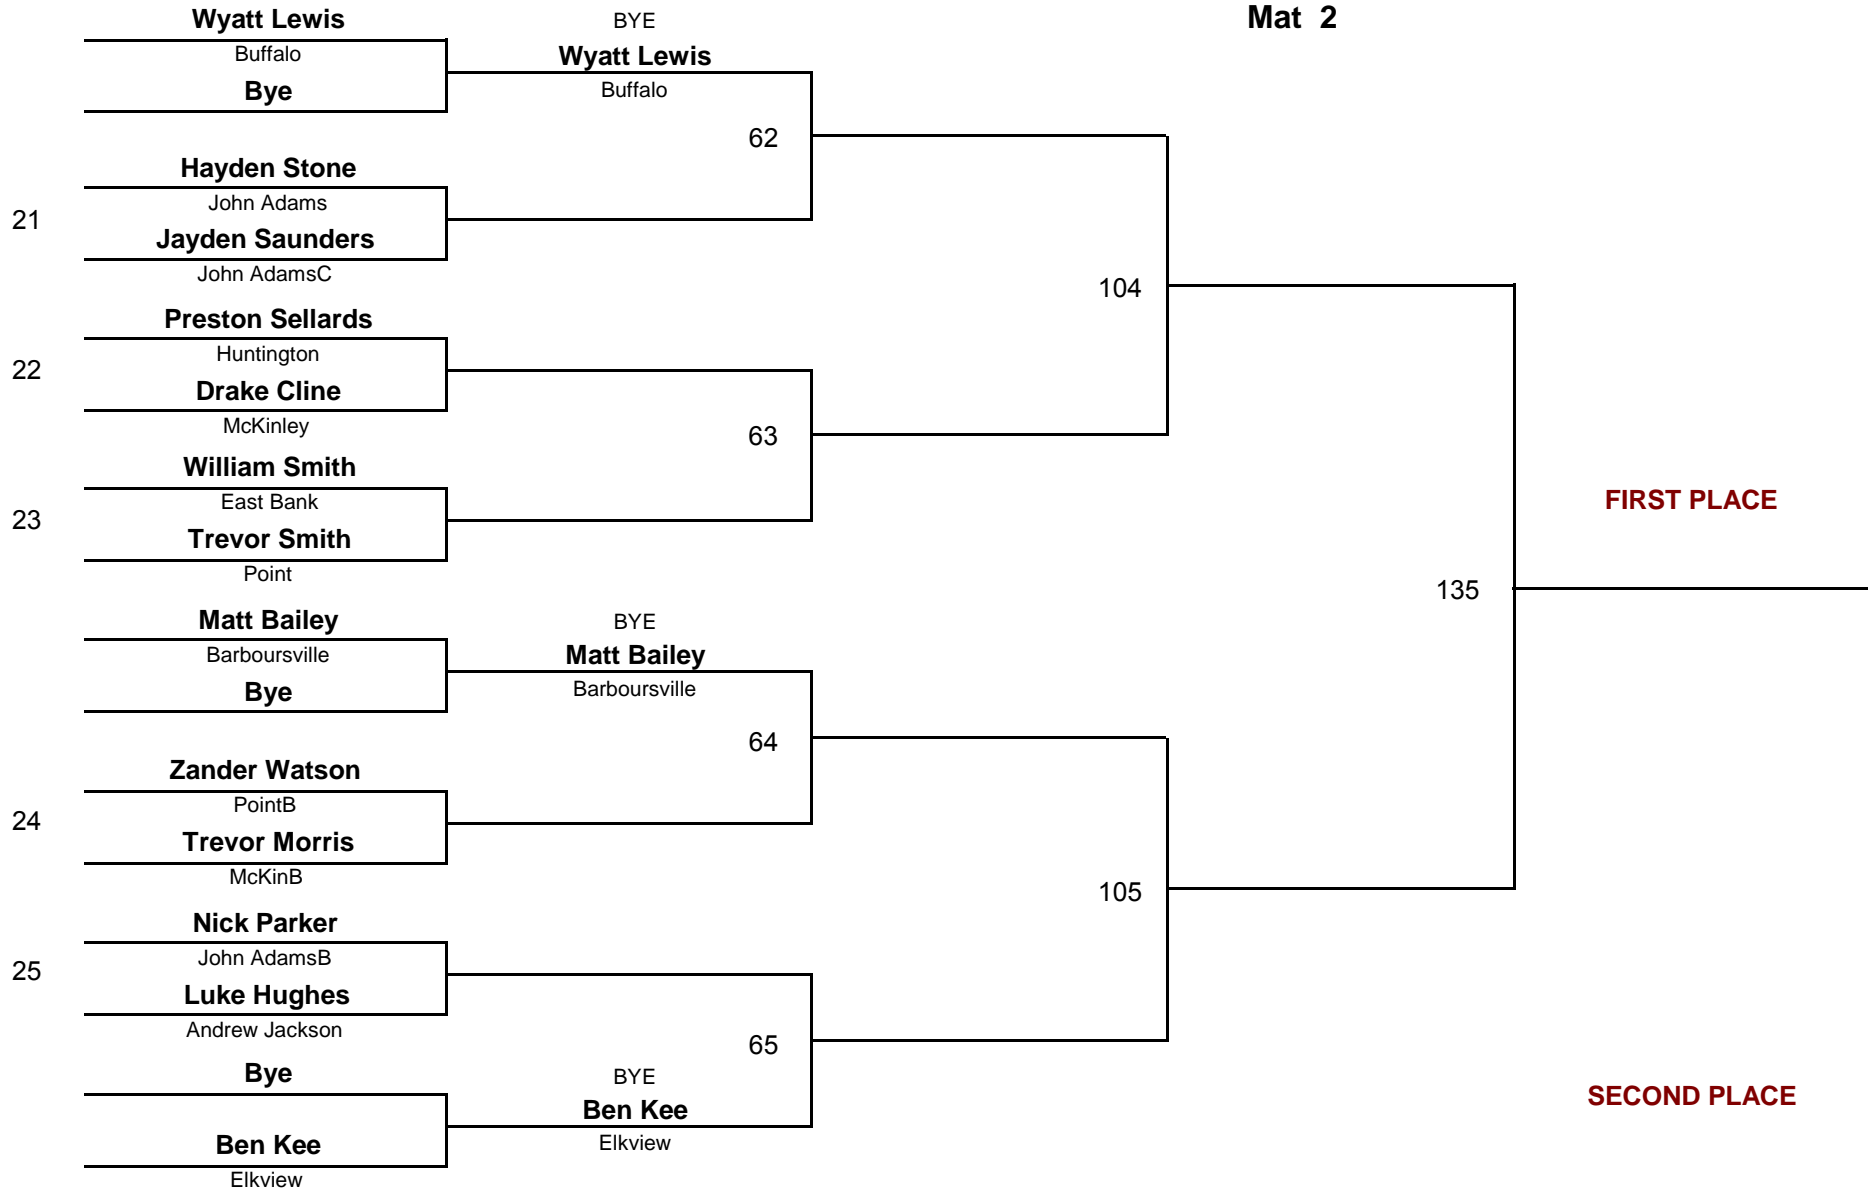 Wyatt Lewis
BYE
Mat 2
Buffalo
Wyatt Lewis
Bye
Buffalo
62
Hayden Stone
John Adams
21
Jayden Saunders
John AdamsC
104
Preston Sellards
Huntington
22
Drake Cline
McKinley
63
William Smith
East Bank
FIRST PLACE
23
Trevor Smith
Point
135
Matt Bailey
BYE
Barboursville
Matt Bailey
Bye
Barboursville
64
Zander Watson
PointB
24
Trevor Morris
McKinB
105
Nick Parker
John AdamsB
25
Luke Hughes
Andrew Jackson
65
Bye
BYE
SECOND PLACE
Ben Kee
Ben Kee
Elkview
Elkview